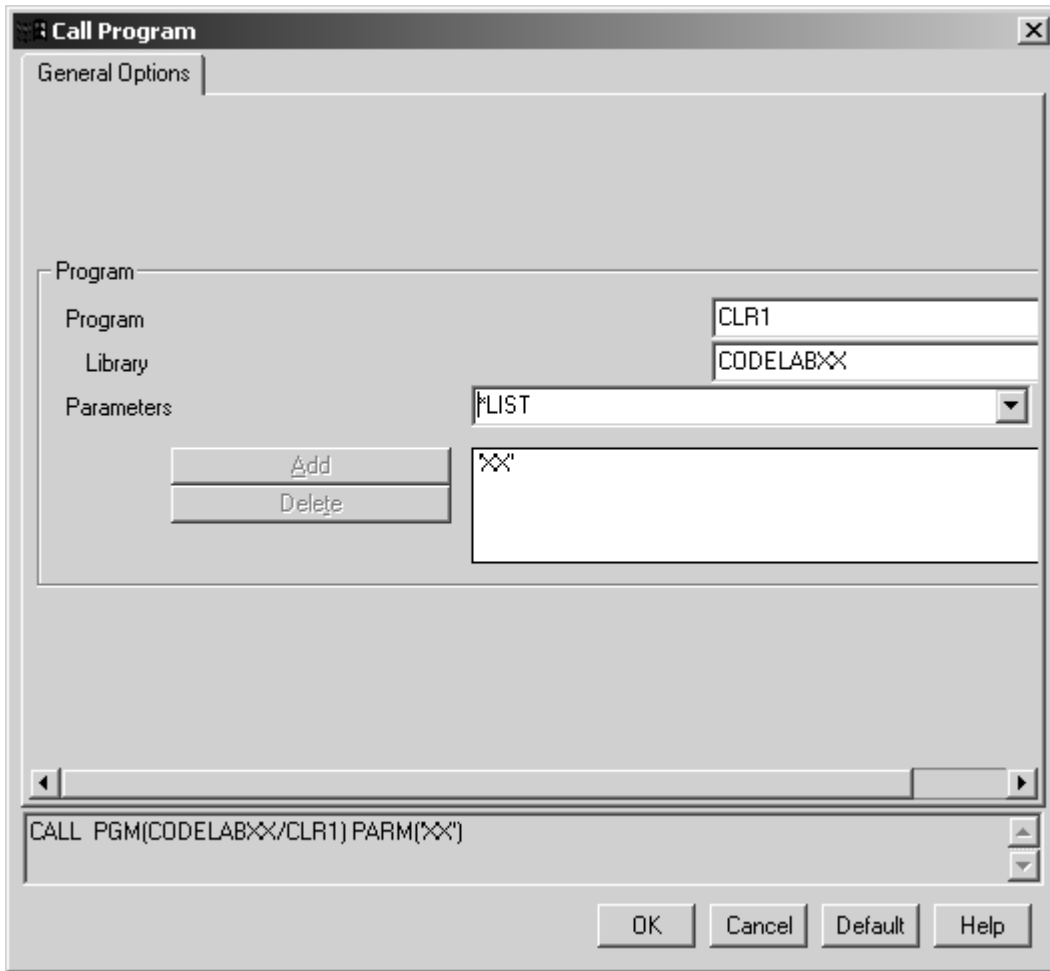 Call Program
General Options
Program
Program CLR1
Library CODELABXX
Parameters *LIST
Add 'XX'
Delete
CALL PGM(CODELABXX/CLR1) PARM('XX')
OK Cancel Default Help